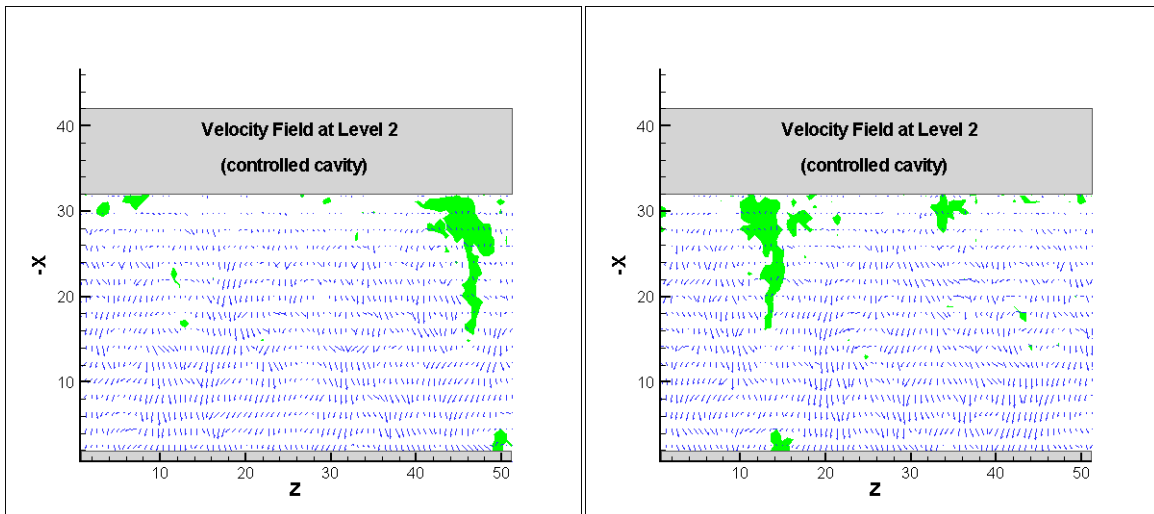 40
30
20
10
Velocity Field at Level 2
(controlled cavity)
-X
10 20 30 40 50
Z
40
30
20
10
Velocity Field at Level 2
(controlled cavity)
-X
10 20 30 40 50
Z